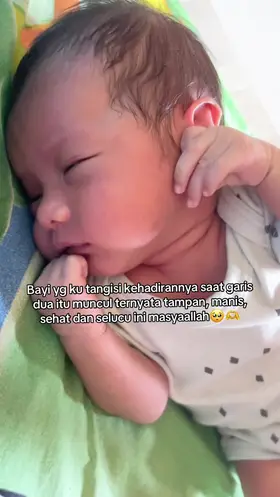 Bayi yg ku tangisi kehadirannya saat garis
dua itu muncul ternyata tampan, manis,
sehat dan selucu ini masyaallah🥺🫶